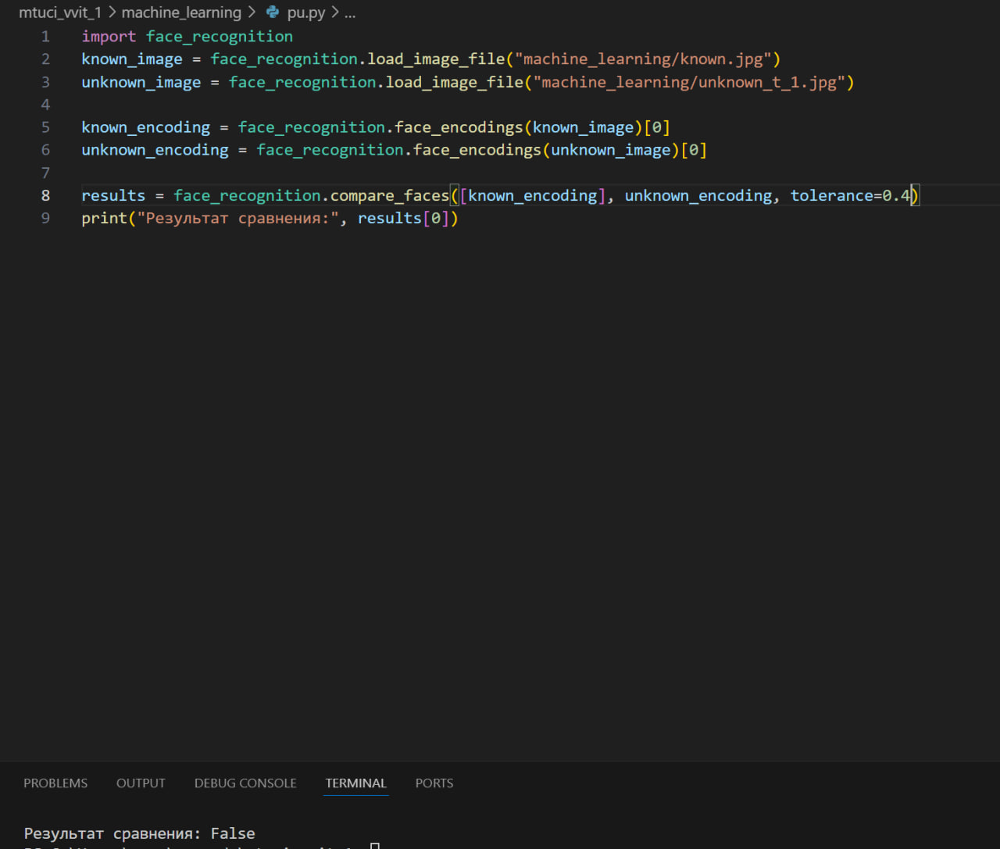 mtuci_vvit_1 > machine_learning > pu.py > ...
1 import face_recognition
2 known_image = face_recognition.load_image_file("machine_learning/known.jpg")
3 unknown_image = face_recognition.load_image_file("machine_learning/unknown_t_1.jpg")
4
5 known_encoding = face_recognition.face_encodings(known_image)[0]
6 unknown_encoding = face_recognition.face_encodings(unknown_image)[0]
7
8 results = face_recognition.compare_faces([known_encoding], unknown_encoding, tolerance=0.4)
9 print("Результат сравнения:", results[0])
PROBLEMS OUTPUT DEBUG CONSOLE TERMINAL PORTS
Результат сравнения: False